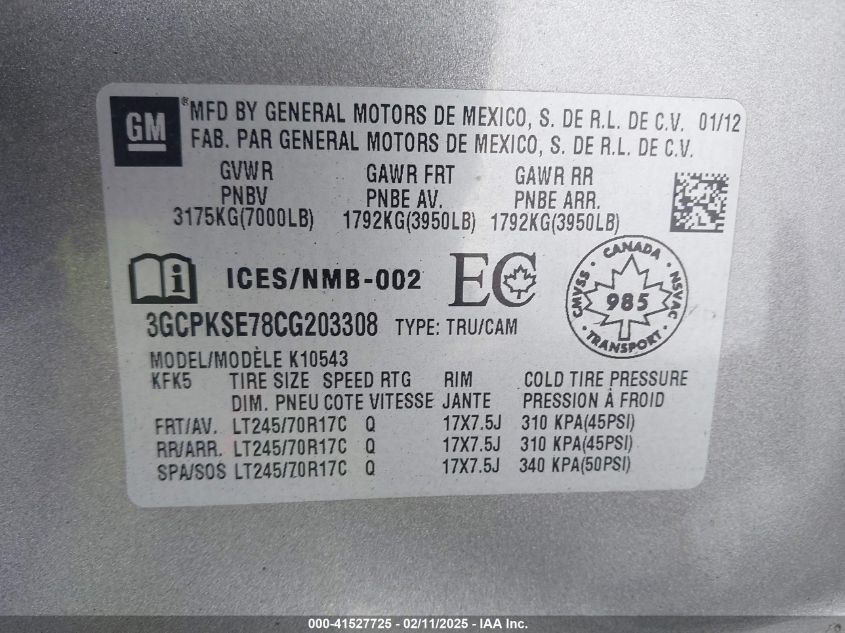 GM ® MFD BY GENERAL MOTORS DE MEXICO, S. DE R.L. DE C.V. 01/12
FAB. PAR GENERAL MOTORS DE MEXICO, S. DE R.L. DE C.V.
GVWR GAWR FRT GAWR RR
PNBV PNBE AV. PNBE ARR.
3175KG(7000LB) 1792KG(3950LB) 1792KG(3950LB)
i ICES/NMB-002 EC
CANADA
CMVSS 985 NSVAC
TRANSPORT
3GCPKSE78CG203308 TYPE: TRU/CAM
MODEL/MODÈLE K10543
KFK5 TIRE SIZE SPEED RTG RIM COLD TIRE PRESSURE
DIM. PNEU COTE VITESSE JANTE PRESSION À FROID
FRT/AV. LT245/70R17C Q 17X7.5J 310 KPA(45PSI)
RR/ARR. LT245/70R17C Q 17X7.5J 310 KPA(45PSI)
SPA/SOS LT245/70R17C Q 17X7.5J 340 KPA(50PSI)
000-41527725 - 02/11/2025 - IAA Inc.